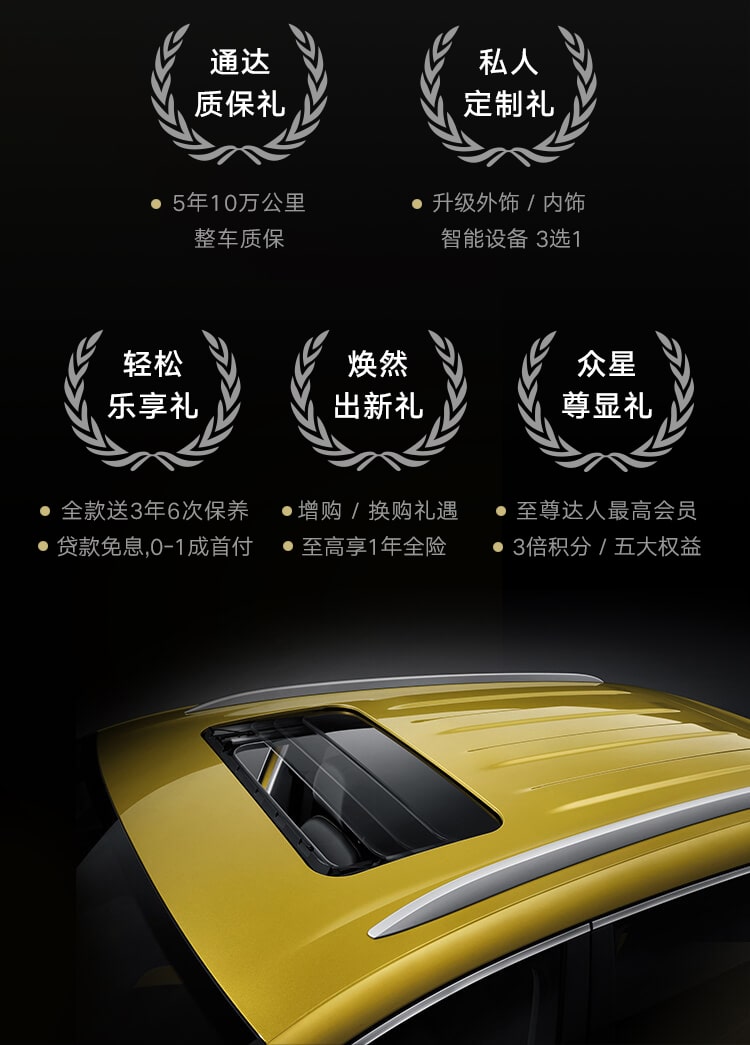 通达
质保礼
私人
定制礼
5年10万公里
整车质保
升级外饰 / 内饰
智能设备 3选1
轻松
乐享礼
焕然
出新礼
众星
尊显礼
全款送3年6次保养
贷款免息,0-1成首付
增购 / 换购礼遇
至高享1年全险
至尊达人最高会员
3倍积分 / 五大权益